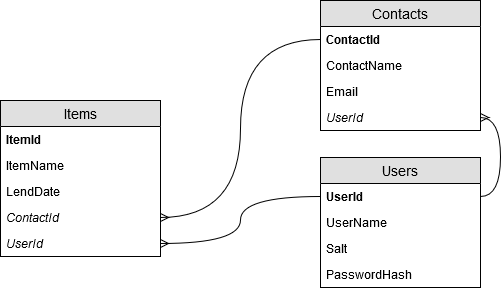 Contacts
ContactId
ContactName
Email
UserId
Items
ItemId
ItemName
LendDate
ContactId
UserId
Users
UserId
UserName
Salt
PasswordHash